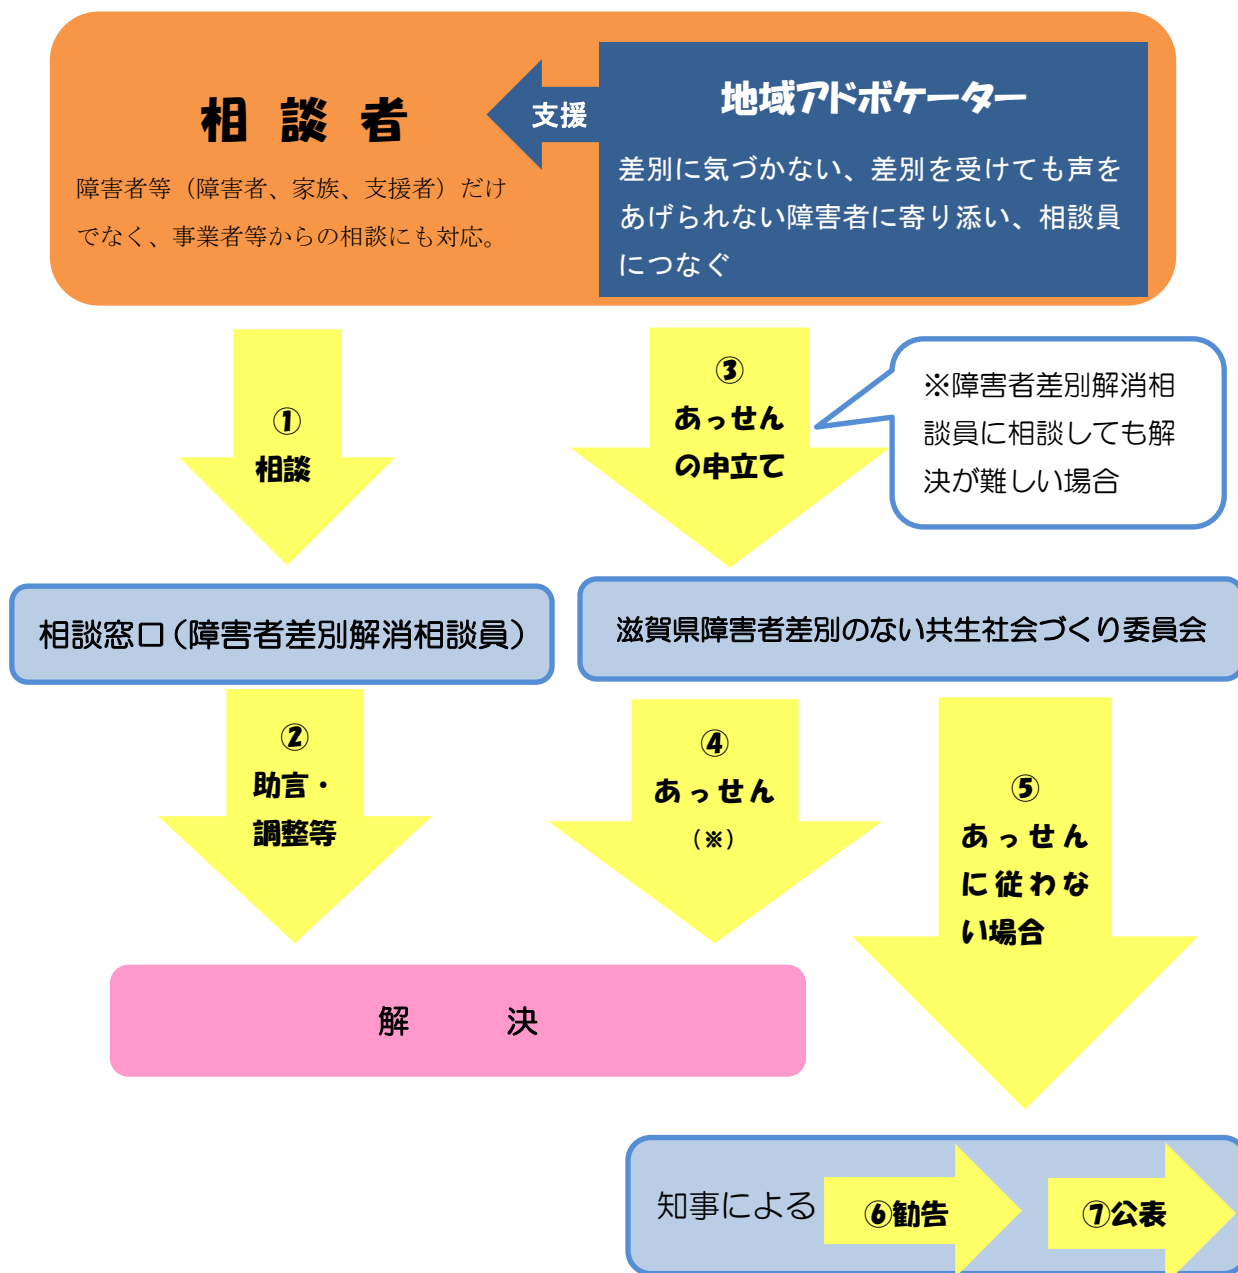 相 談 者
障害者等（障害者、家族、支援者）だけ
でなく、事業者等からの相談にも対応。
支援
地域アドボケーター
差別に気づかない、差別を受けても声を
あげられない障害者に寄り添い、相談員
につなぐ
①
相談
③
あっせん
の申立て
※障害者差別解消相
談員に相談しても解
決が難しい場合
相談窓口（障害者差別解消相談員）
滋賀県障害者差別のない共生社会づくり委員会
②
助言・
調整等
④
あっせん
（※）
⑤
あっせん
に従わな
い場合
解 決
知事による
⑥勧告
⑦公表